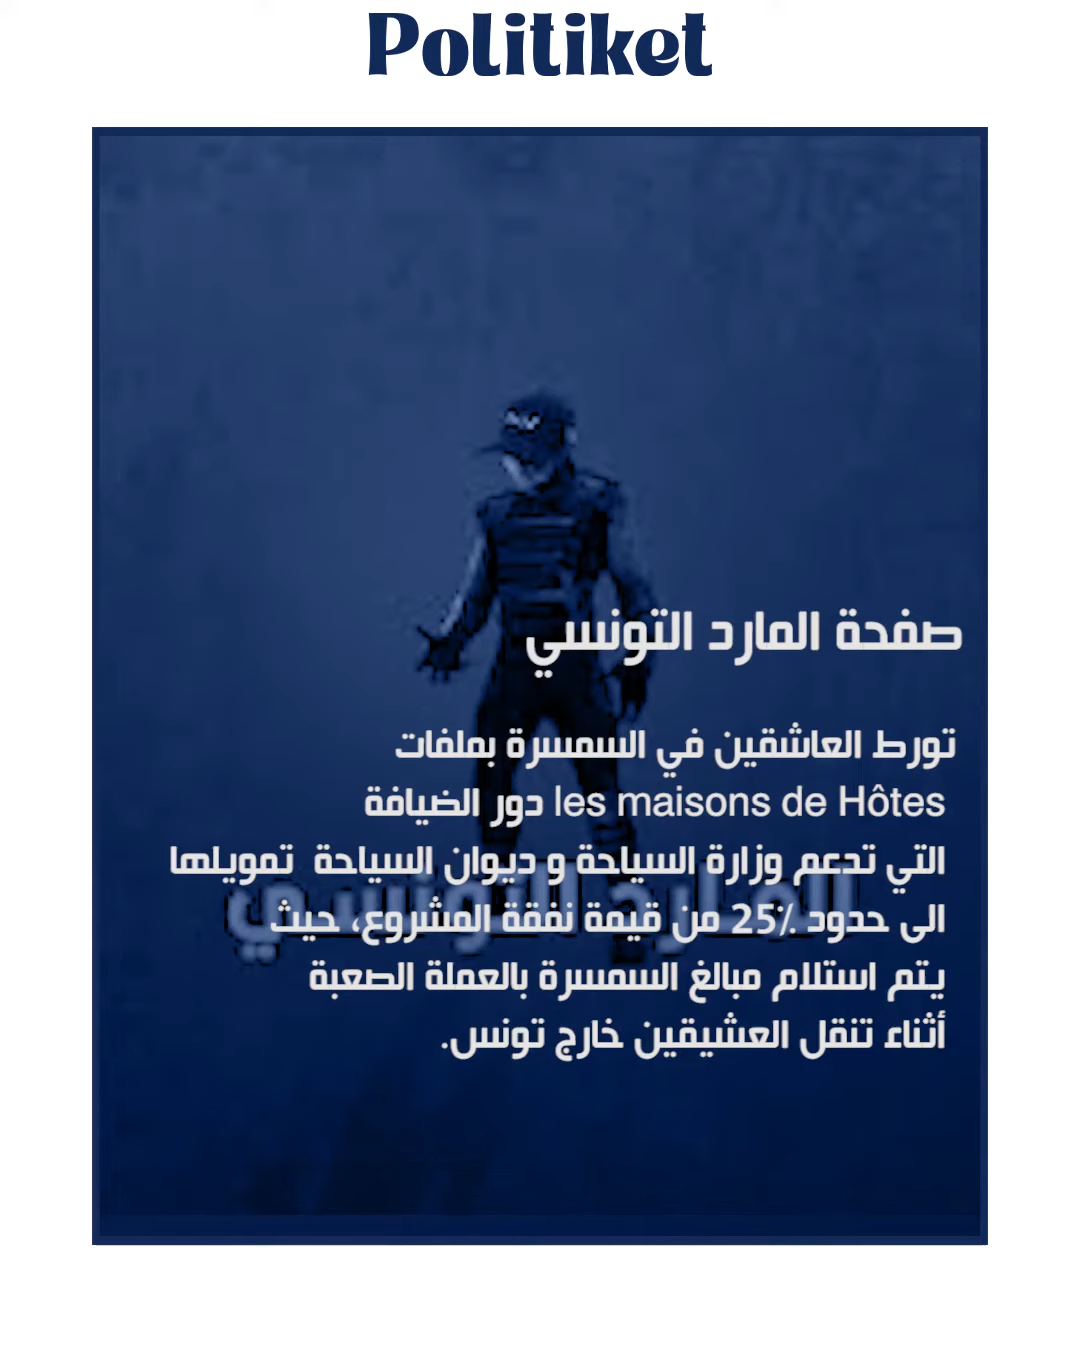 Politiket
صفحة المارد التونسي
تورط العاشقين في السمسرة بملفات
les maisons de Hôtes دور الضيافة
التي تدعم وزارة السياحة و ديوان السياحة تمويلها
الى حدود 25٪ من قيمة نفقة المشروع، حيث
يتم استلام مبالغ السمسرة بالعملة الصعبة
أثناء تنقل العشيقين خارج تونس.
المارد التونسي